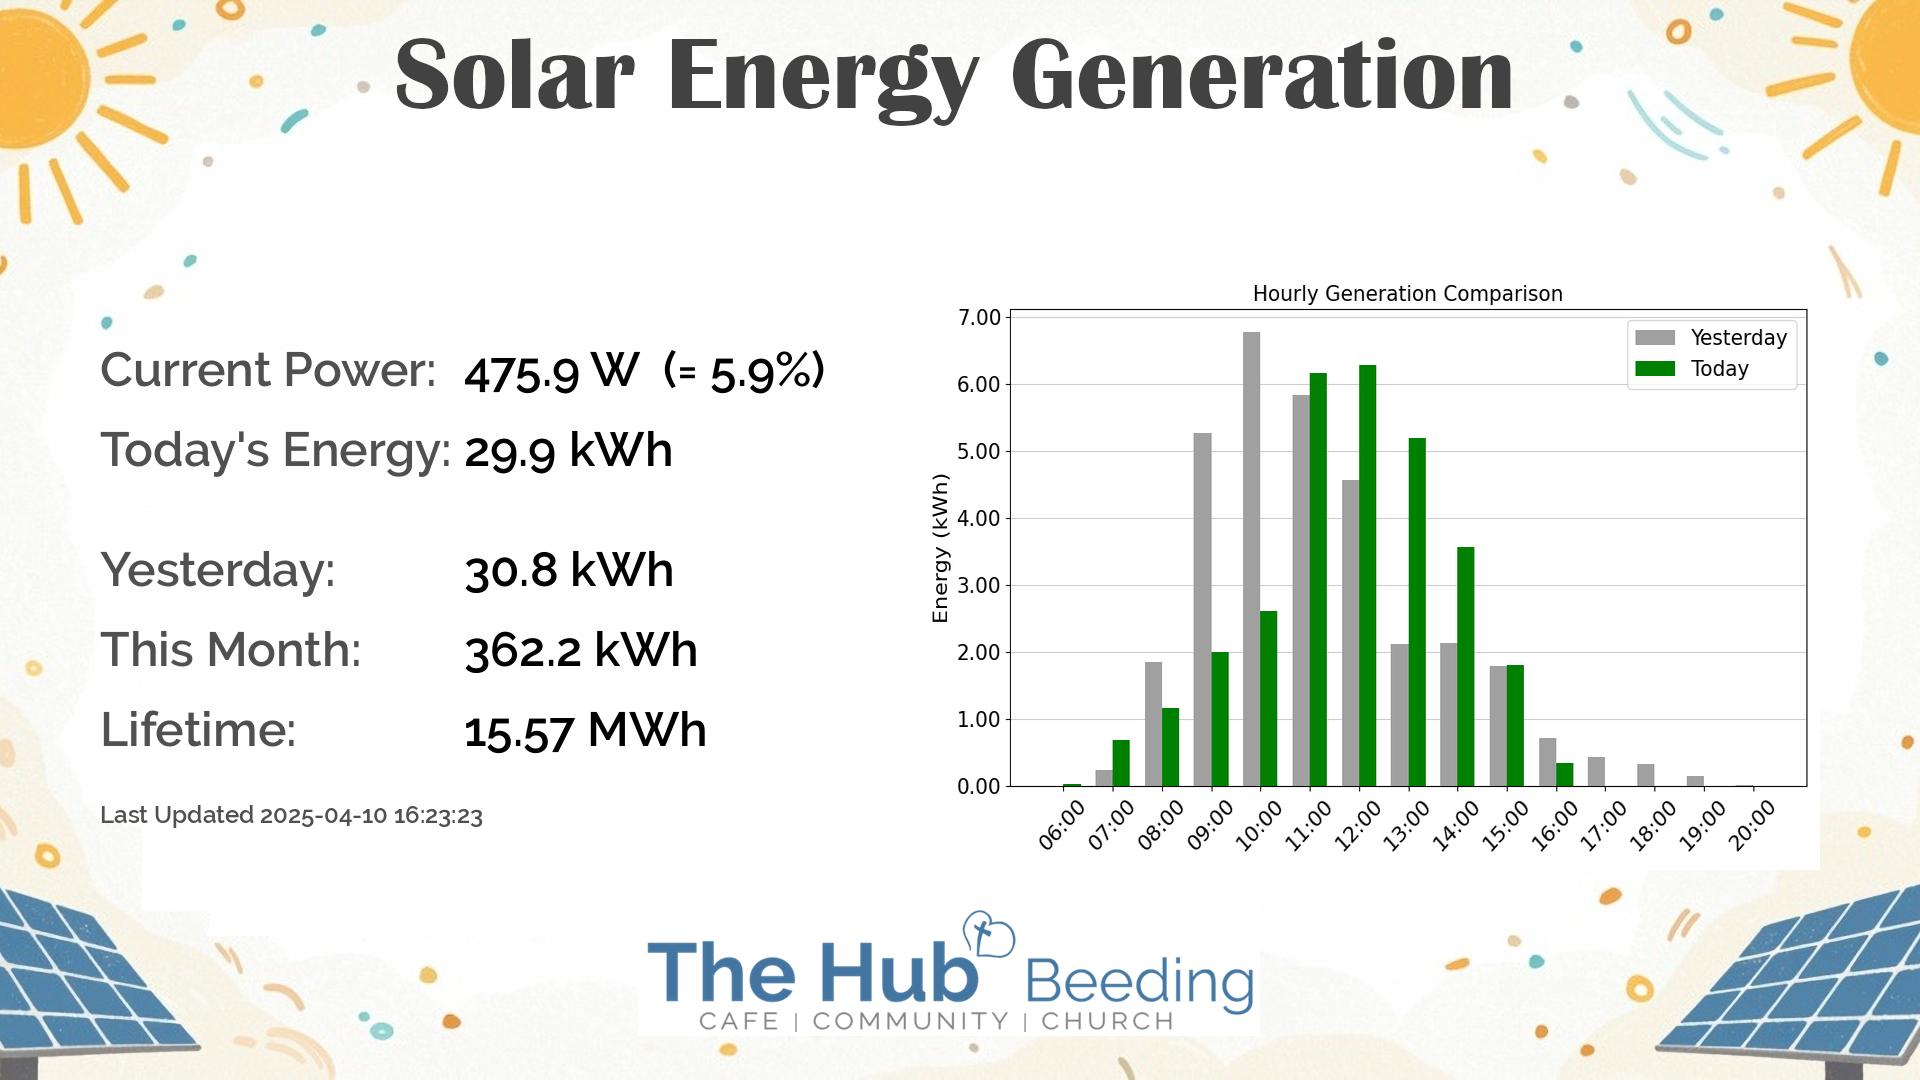 Solar Energy Generation
Current Power: 475.9 W (= 5.9%)
Today's Energy: 29.9 kWh
Yesterday: 30.8 kWh
This Month: 362.2 kWh
Lifetime: 15.57 MWh
Last Updated 2025-04-10 16:23:23
Hourly Generation Comparison
Yesterday
Today
Energy (kWh)
7.00
6.00
5.00
4.00
3.00
2.00
1.00
0.00
06:00 07:00 08:00 09:00 10:00 11:00 12:00 13:00 14:00 15:00 16:00 17:00 18:00 19:00 20:00
The Hub Beeding
CAFE | COMMUNITY | CHURCH